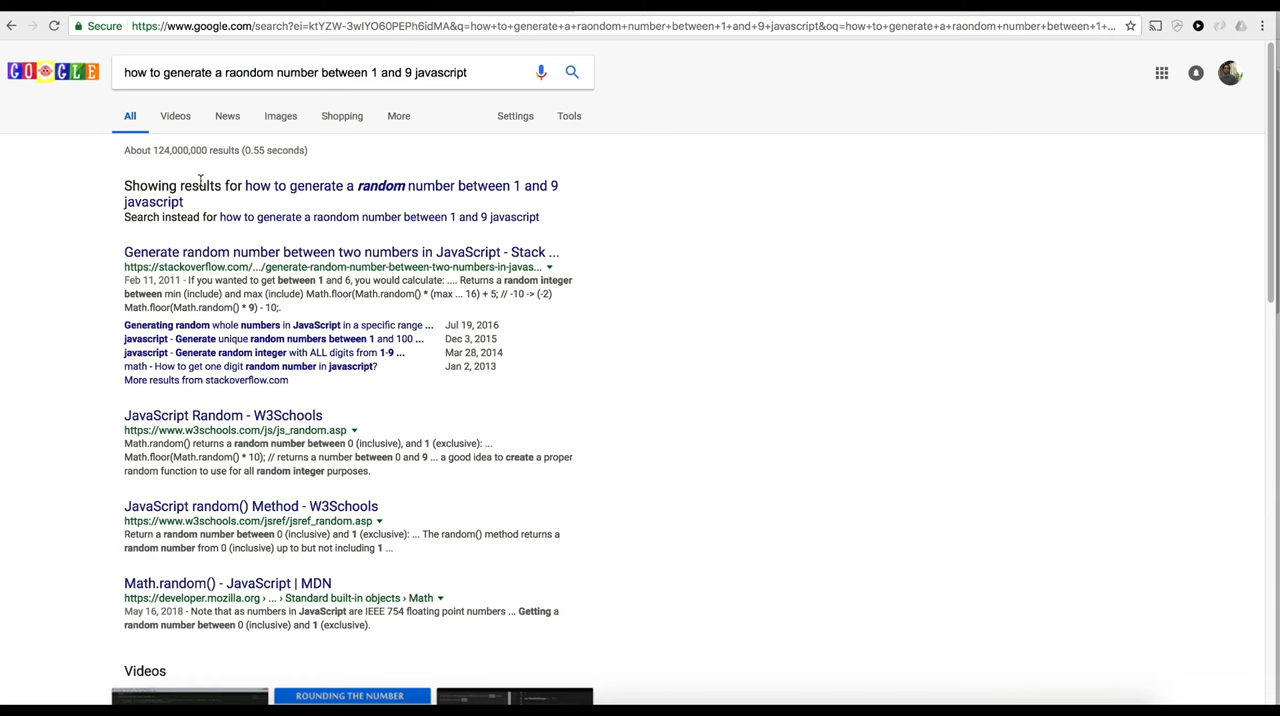 Secure
https://www.google.com/search?ei=ktYZW-3wIYO60PEPh6idMA&q=how+to+generate+a+raondom+number+between+1+and+9+javascript&oq=how+to+generate+a+raondom+number+between+1+...
GOOGLE
how to generate a raondom number between 1 and 9 javascript
All Videos News Images Shopping More Settings Tools
About 124,000,000 results (0.55 seconds)
Showing results for how to generate a random number between 1 and 9
javascript
Search instead for how to generate a raondom number between 1 and 9 javascript
Generate random number between two numbers in JavaScript - Stack ...
https://stackoverflow.com/.../generate-random-number-between-two-numbers-in-javas...
Feb 11, 2011 - If you wanted to get between 1 and 6, you would calculate: .... Returns a random integer
between min (include) and max (include) Math.floor(Math.random() * (max ... 16) + 5; // -10 -> (-2)
Math.floor(Math.random() * 9) - 10;.
Generating random whole numbers in JavaScript in a specific range ... Jul 19, 2016
javascript - Generate unique random numbers between 1 and 100 ... Dec 3, 2015
javascript - Generate random integer with ALL digits from 1-9 ... Mar 28, 2014
math - How to get one digit random number in javascript? Jan 2, 2013
More results from stackoverflow.com
JavaScript Random - W3Schools
https://www.w3schools.com/js/js_random.asp
Math.random() returns a random number between 0 (inclusive), and 1 (exclusive): ...
Math.floor(Math.random() * 10); // returns a number between 0 and 9 ... a good idea to create a proper
random function to use for all random integer purposes.
JavaScript random() Method - W3Schools
https://www.w3schools.com/jsref/jsref_random.asp
Return a random number between 0 (inclusive) and 1 (exclusive): ... The random() method returns a
random number from 0 (inclusive) up to but not including 1 ...
Math.random() - JavaScript | MDN
https://developer.mozilla.org › ... › Standard built-in objects › Math
May 16, 2018 - Note that as numbers in JavaScript are IEEE 754 floating point numbers ... Getting a
random number between 0 (inclusive) and 1 (exclusive).
Videos
ROUNDING THE NUMBER